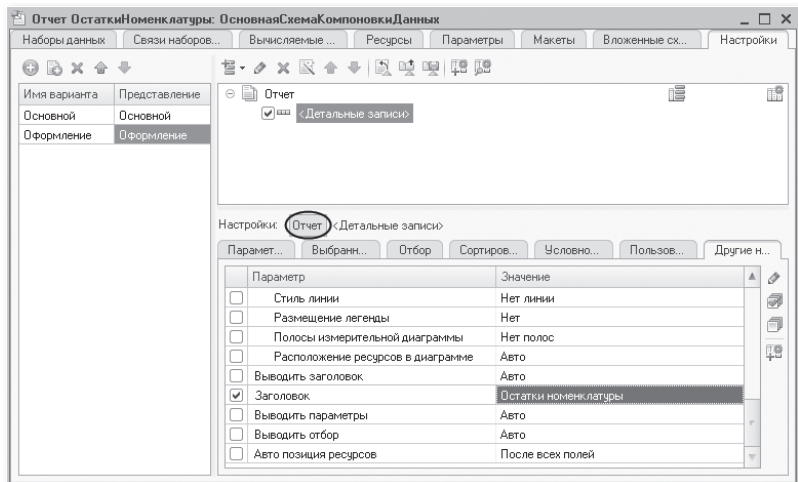 Отчет ОстаткиНоменклатуры: ОсновнаяСхемаКомпоновкиДанных
Наборы данных Связи наборов... Вычисляемые ... Ресурсы Параметры Макеты Вложенные сх... Настройки
Имя варианта Представление
Основной Основной
Оформление Оформление
Отчет
<Детальные записи>
Настройки: Отчет <Детальные записи>
Парамет... Выбранн... Отбор Сортиров... Условно... Пользов... Другие н...
Параметр Значение
Стиль линии Нет линии
Размещение легенды Нет
Полосы измерительной диаграммы Нет полос
Расположение ресурсов в диаграмме Авто
Выводить заголовок Авто
Заголовок Остатки номенклатуры
Выводить параметры Авто
Выводить отбор Авто
Авто позиция ресурсов После всех полей